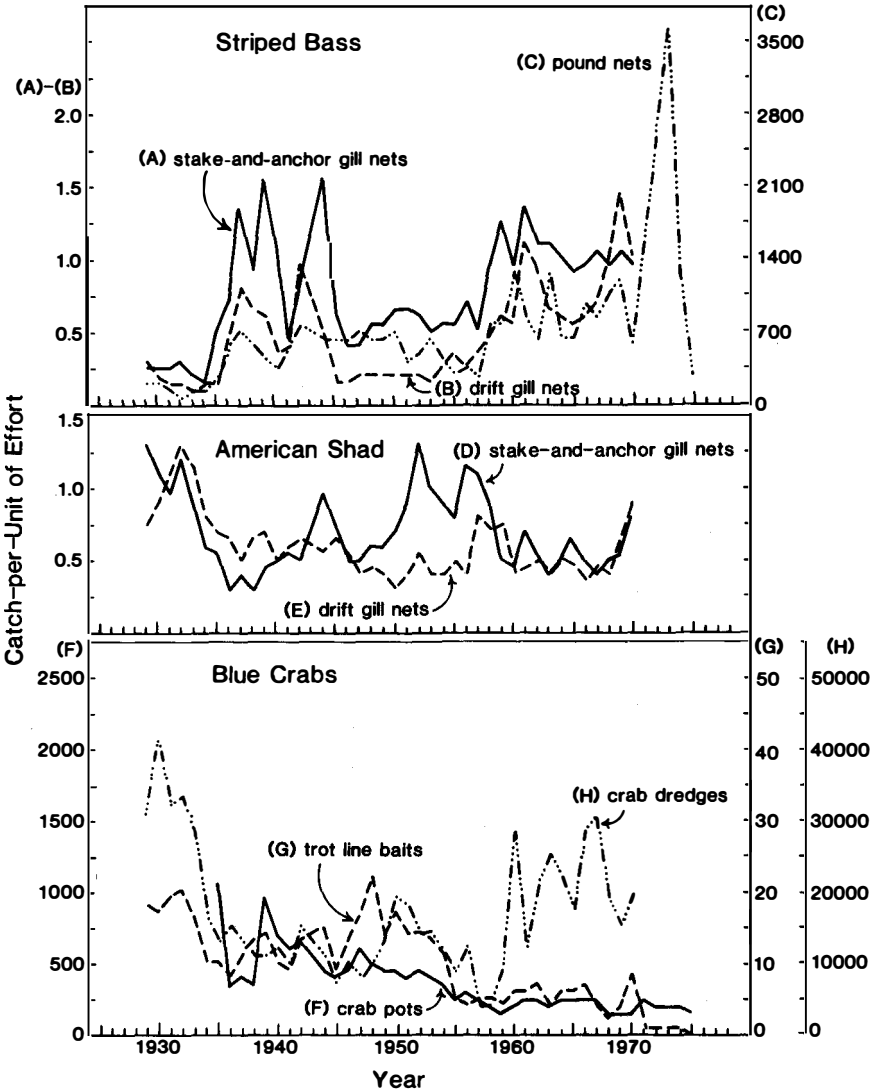 Striped Bass
(C)
3500
(C) pound nets
(A)-(B)
2.0
2800
(A) stake-and-anchor gill nets
1.5
2100
1.0
1400
0.5
700
(B) drift gill nets
0
1.5
American Shad
(D) stake-and-anchor gill nets
1.0
0.5
(E) drift gill nets
Catch-per-Unit of Effort
(F)
(G)
(H)
Blue Crabs
2500
50
50000
2000
40
40000
(H) crab dredges
1500
30
30000
(G) trot line baits
1000
20
20000
500
10
10000
(F) crab pots
0
0
0
1930
1940
1950
1960
1970
Year